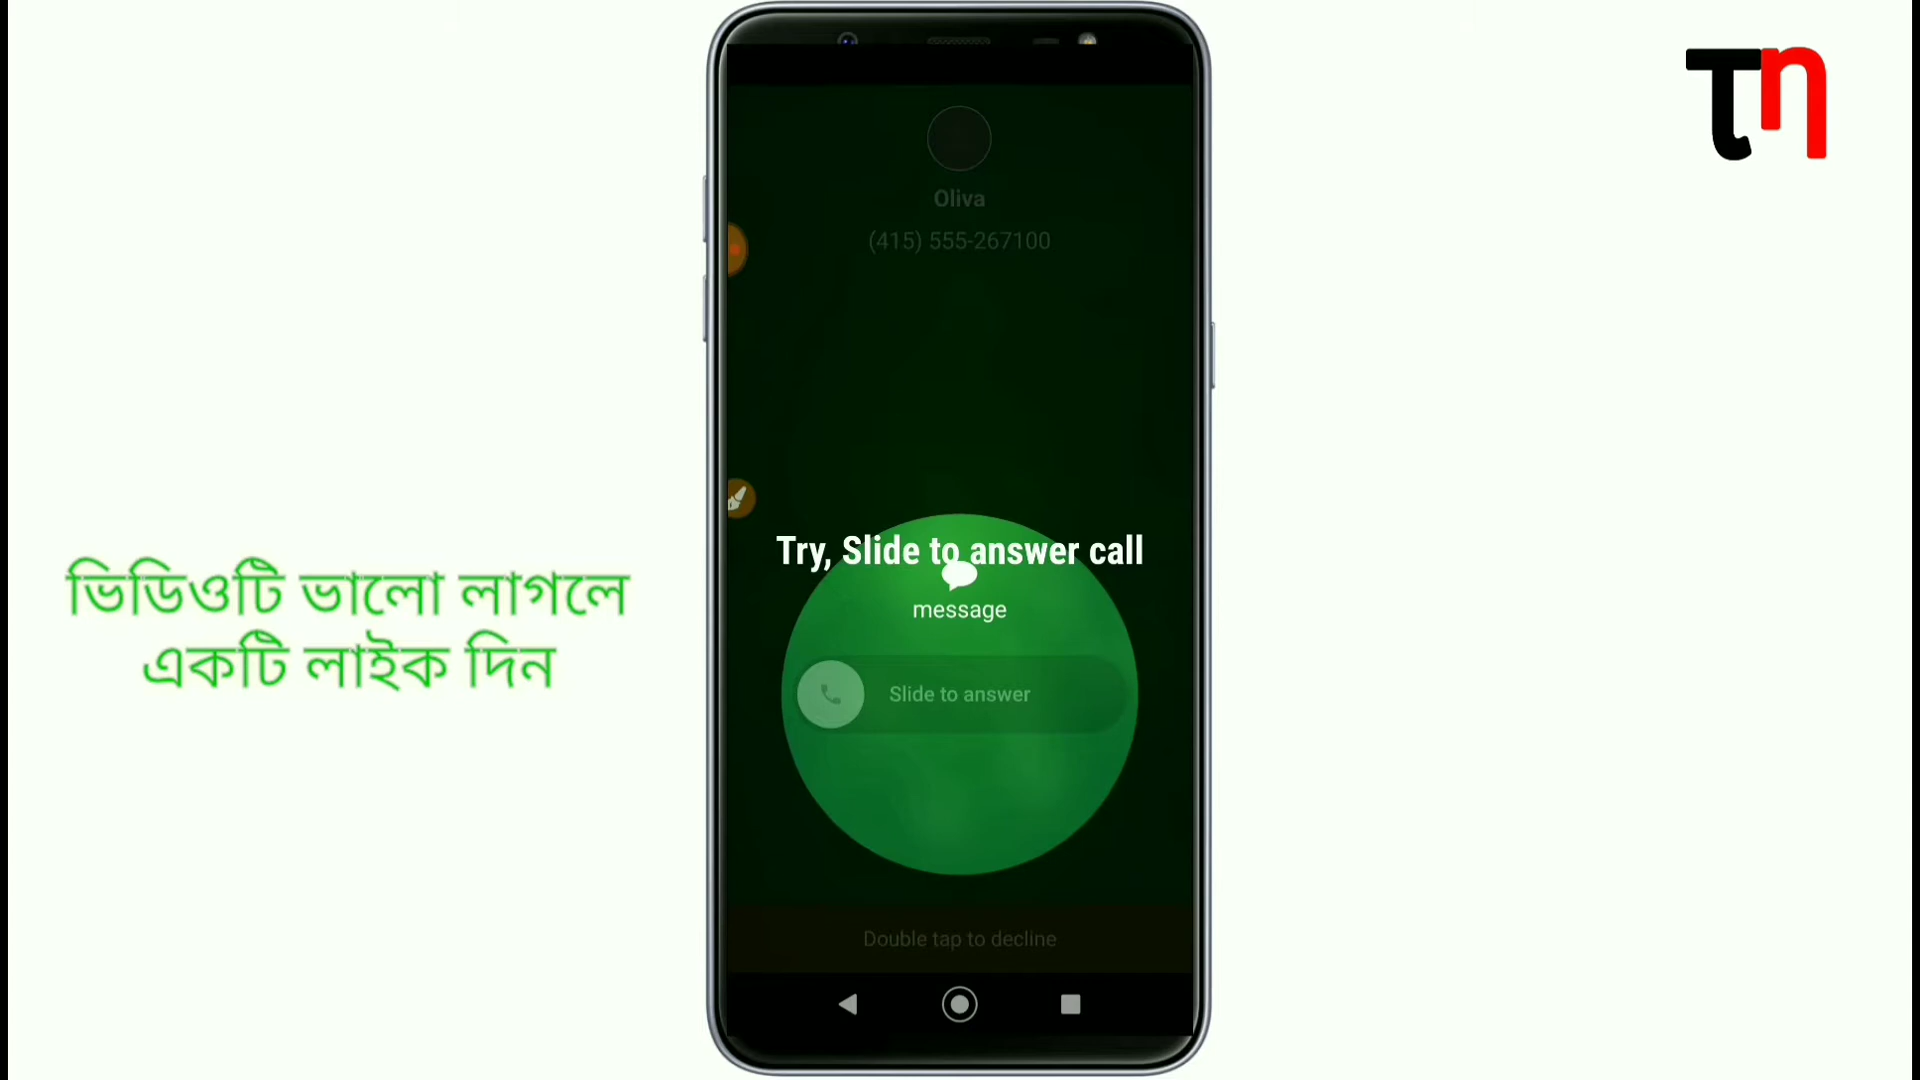 Tn
Oliva
(415) 555-267100
Try, Slide to answer call
message
Slide to answer
Double tap to decline
ভিডিওটি ভালো লাগলে
একটি লাইক দিন